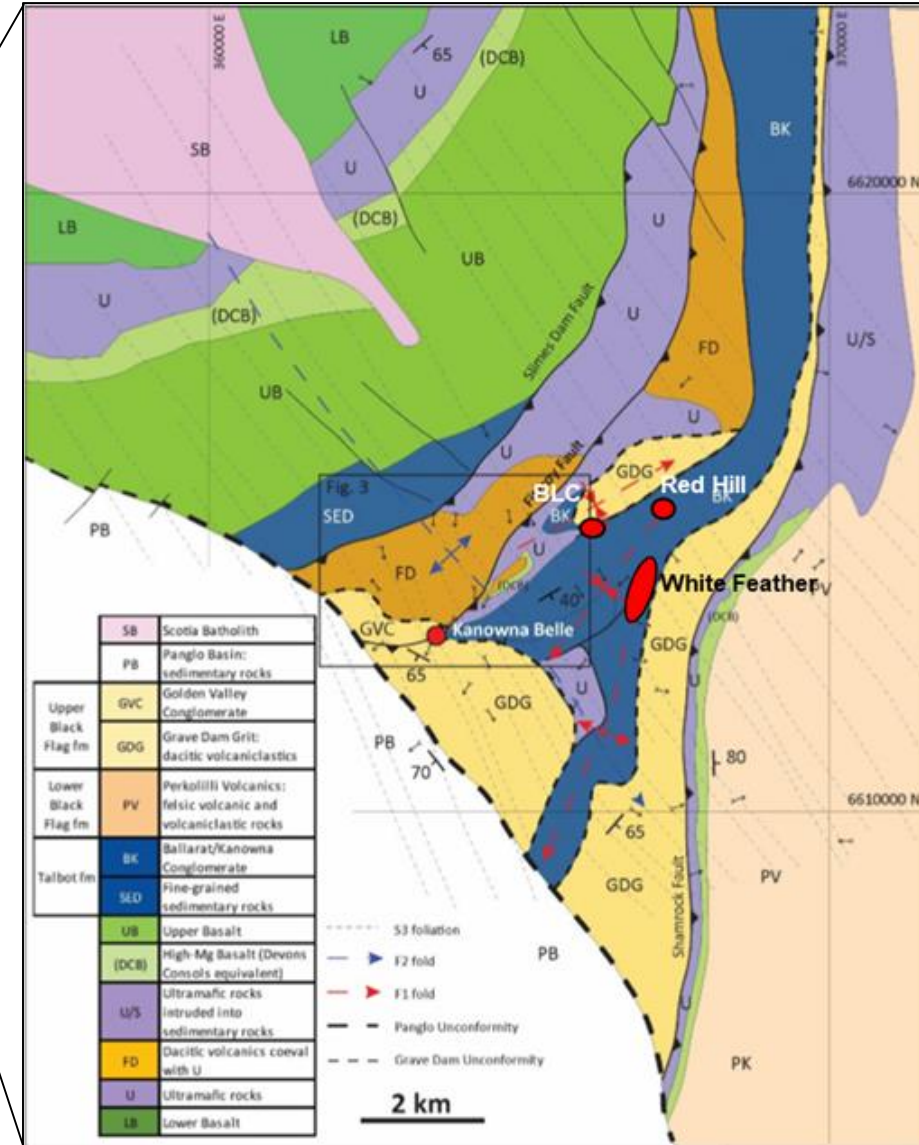 360000 E
370000 E
LB
65
(DCB)
U
BK
SB
U
6620000 N
(DCB)
LB
U
UB
U
(DCB)
U
U/S
Slimes Dam Fault
FD
UB
U
U
GDG
Fig. 3
BLC
Red Hill
BK
SED
BK
PB
U
FD
(DCB)
40
White Feather
PV
(DCB)
GVC
Kanowna Belle
GDG
65
U
U
GDG
PB
70
80
6610000 N
65
GDG
PV
Shamrock Fault
PB
U
PK
SB Scotia Batholith
PB Panglo Basin:
sedimentary rocks
Upper
Black
Flag fm
GVC Golden Valley
Conglomerate
GDG Grave Dam Grit:
dacitic volcaniclastics
Lower
Black
Flag fm
PV Perkolilli Volcanics:
felsic volcanic and
volcaniclastic rocks
Talbot fm
BK Ballarat/Kanowna
Conglomerate
SED Fine-grained
sedimentary rocks
UB Upper Basalt
(DCB) High-Mg Basalt (Devons
Consols equivalent)
U/S Ultramafic rocks
intruded into
sedimentary rocks
FD Dacitic volcanics coeval
with U
U Ultramafic rocks
LB Lower Basalt
S3 foliation
F2 fold
F1 fold
Panglo Unconformity
Grave Dam Unconformity
2 km